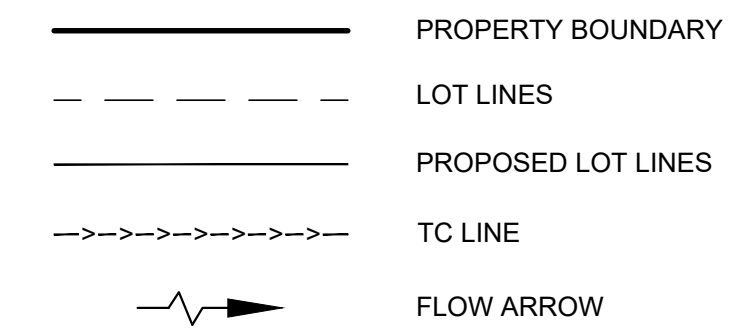 PROPERTY BOUNDARY
LOT LINES
PROPOSED LOT LINES
TC LINE
FLOW ARROW